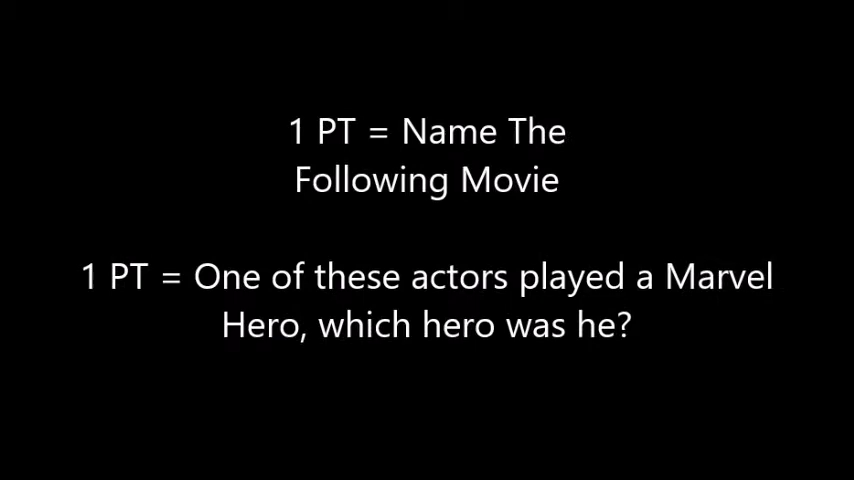 1 PT = Name The
Following Movie
1 PT = One of these actors played a Marvel
Hero, which hero was he?